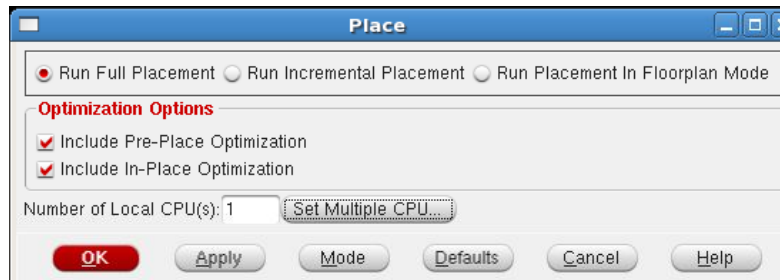 Place
Run Full Placement Run Incremental Placement Run Placement In Floorplan Mode
Optimization Options
Include Pre-Place Optimization
Include In-Place Optimization
Number of Local CPU(s): 1 Set Multiple CPU...
OK Apply Mode Defaults Cancel Help